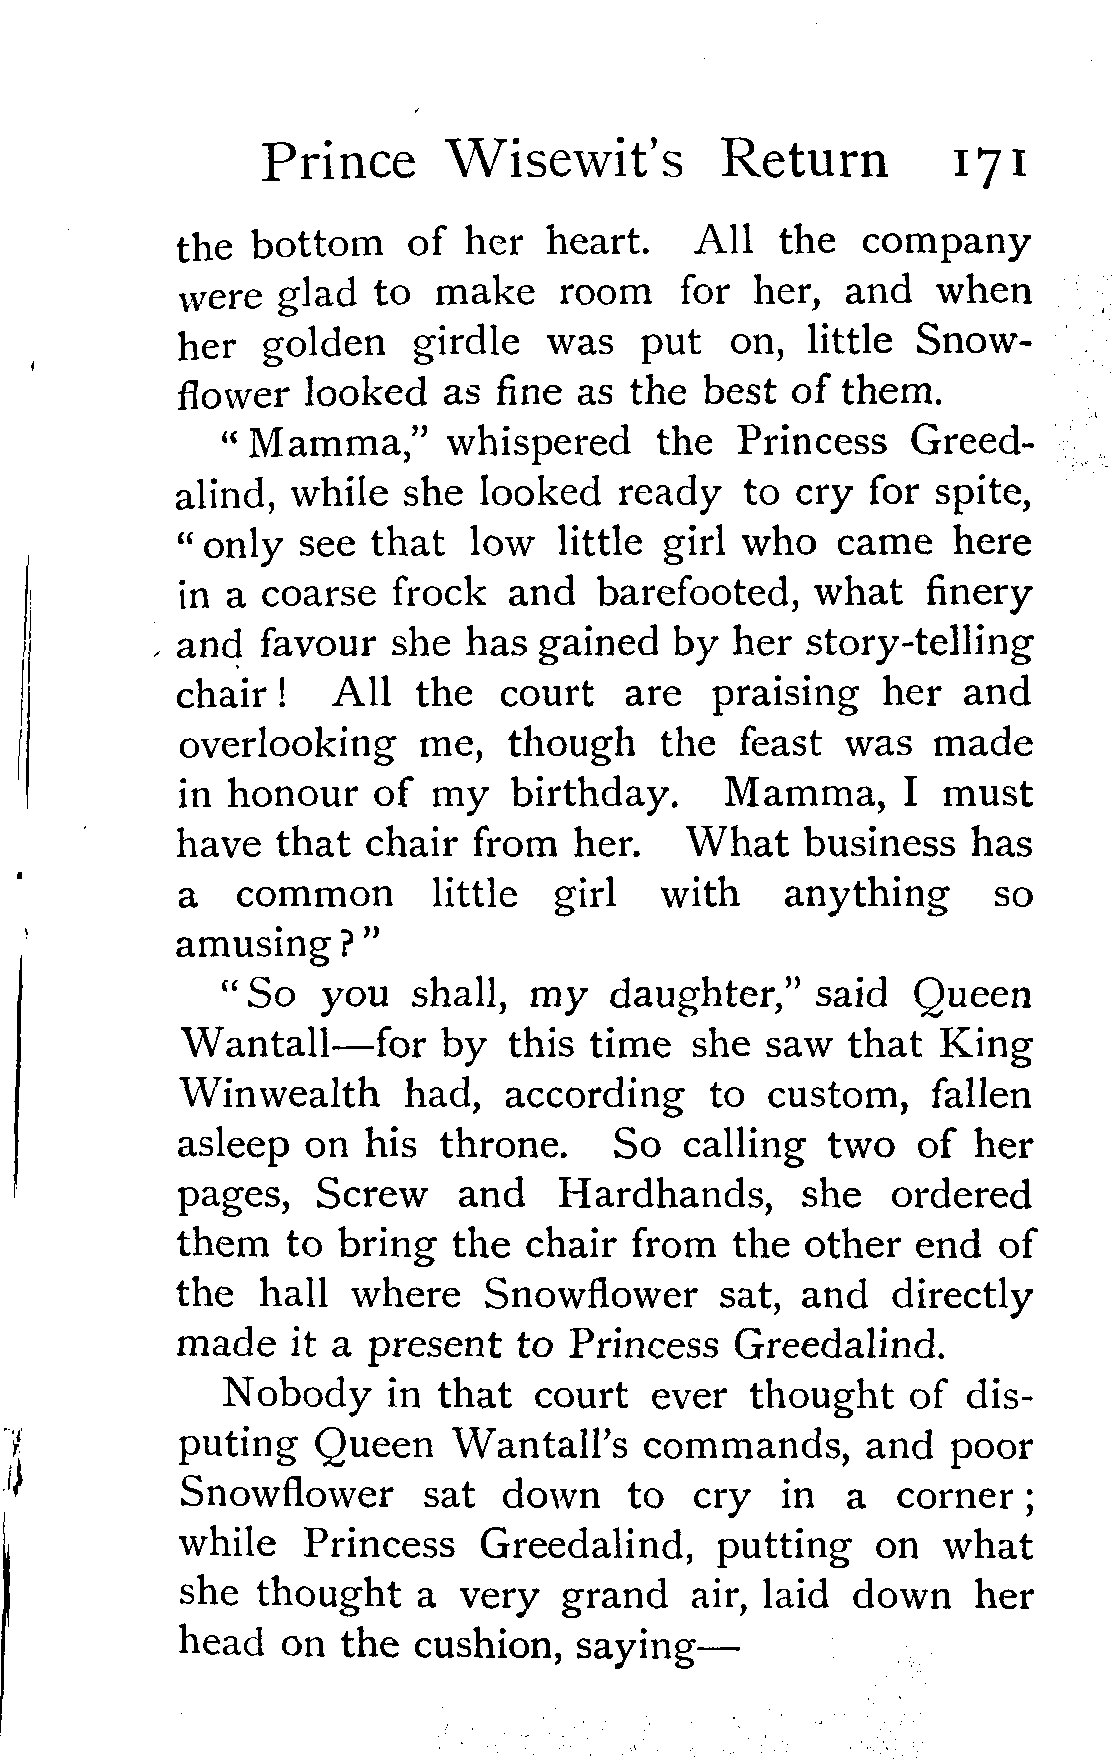 Prince Wisewit's Return 171
the bottom of her heart. All the company
were glad to make room for her, and when
her golden girdle was put on, little Snow-
flower looked as fine as the best of them.
"Mamma," whispered the Princess Greed-
alind, while she looked ready to cry for spite,
"only see that low little girl who came here
in a coarse frock and barefooted, what finery
and favour she has gained by her story-telling
chair! All the court are praising her and
overlooking me, though the feast was made
in honour of my birthday. Mamma, I must
have that chair from her. What business has
a common little girl with anything so
amusing?"
"So you shall, my daughter," said Queen
Wantall—for by this time she saw that King
Winwealth had, according to custom, fallen
asleep on his throne. So calling two of her
pages, Screw and Hardhands, she ordered
them to bring the chair from the other end of
the hall where Snowflower sat, and directly
made it a present to Princess Greedalind.
Nobody in that court ever thought of dis-
puting Queen Wantall's commands, and poor
Snowflower sat down to cry in a corner;
while Princess Greedalind, putting on what
she thought a very grand air, laid down her
head on the cushion, saying—